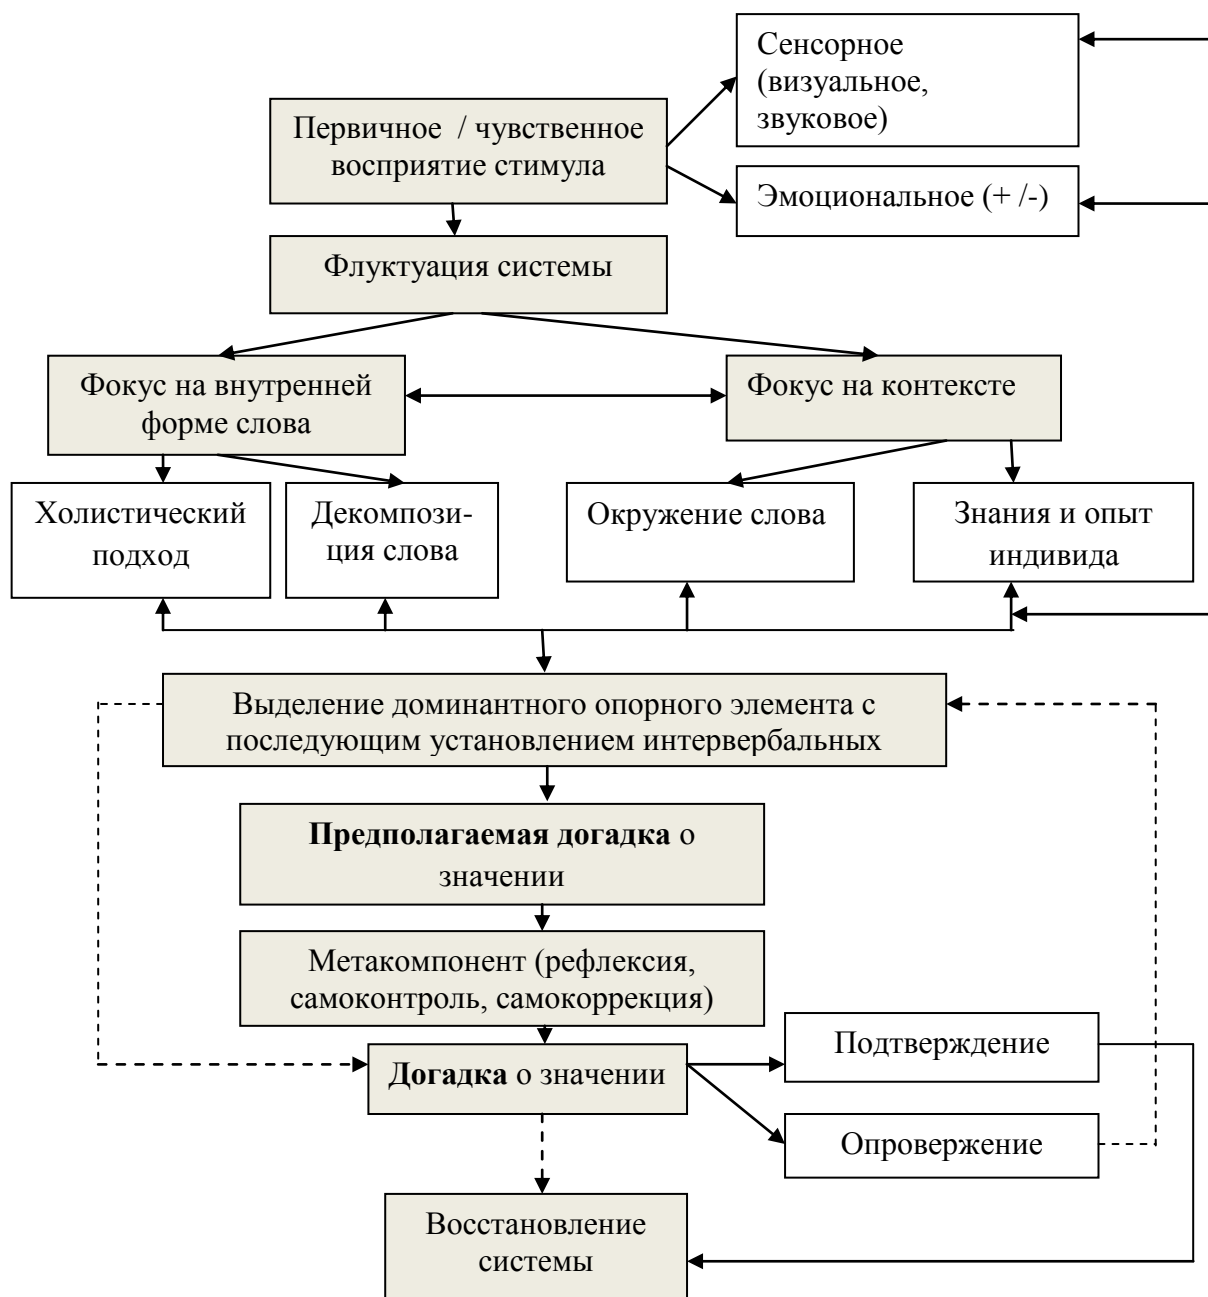 Сенсорное
(визуальное,
звуковое)
Первичное / чувственное
восприятие стимула
Эмоциональное (+ /-)
Флуктуация системы
Фокус на внутренней
форме слова
Фокус на контексте
Холистический
подход
Декомпози-
ция слова
Окружение слова
Знания и опыт
индивида
Выделение доминантного опорного элемента с
последующим установлением интервербальных
Предполагаемая догадка о
значении
Метакомпонент (рефлексия,
самоконтроль, самокоррекция)
Догадка о значении
Подтверждение
Опровержение
Восстановление
системы